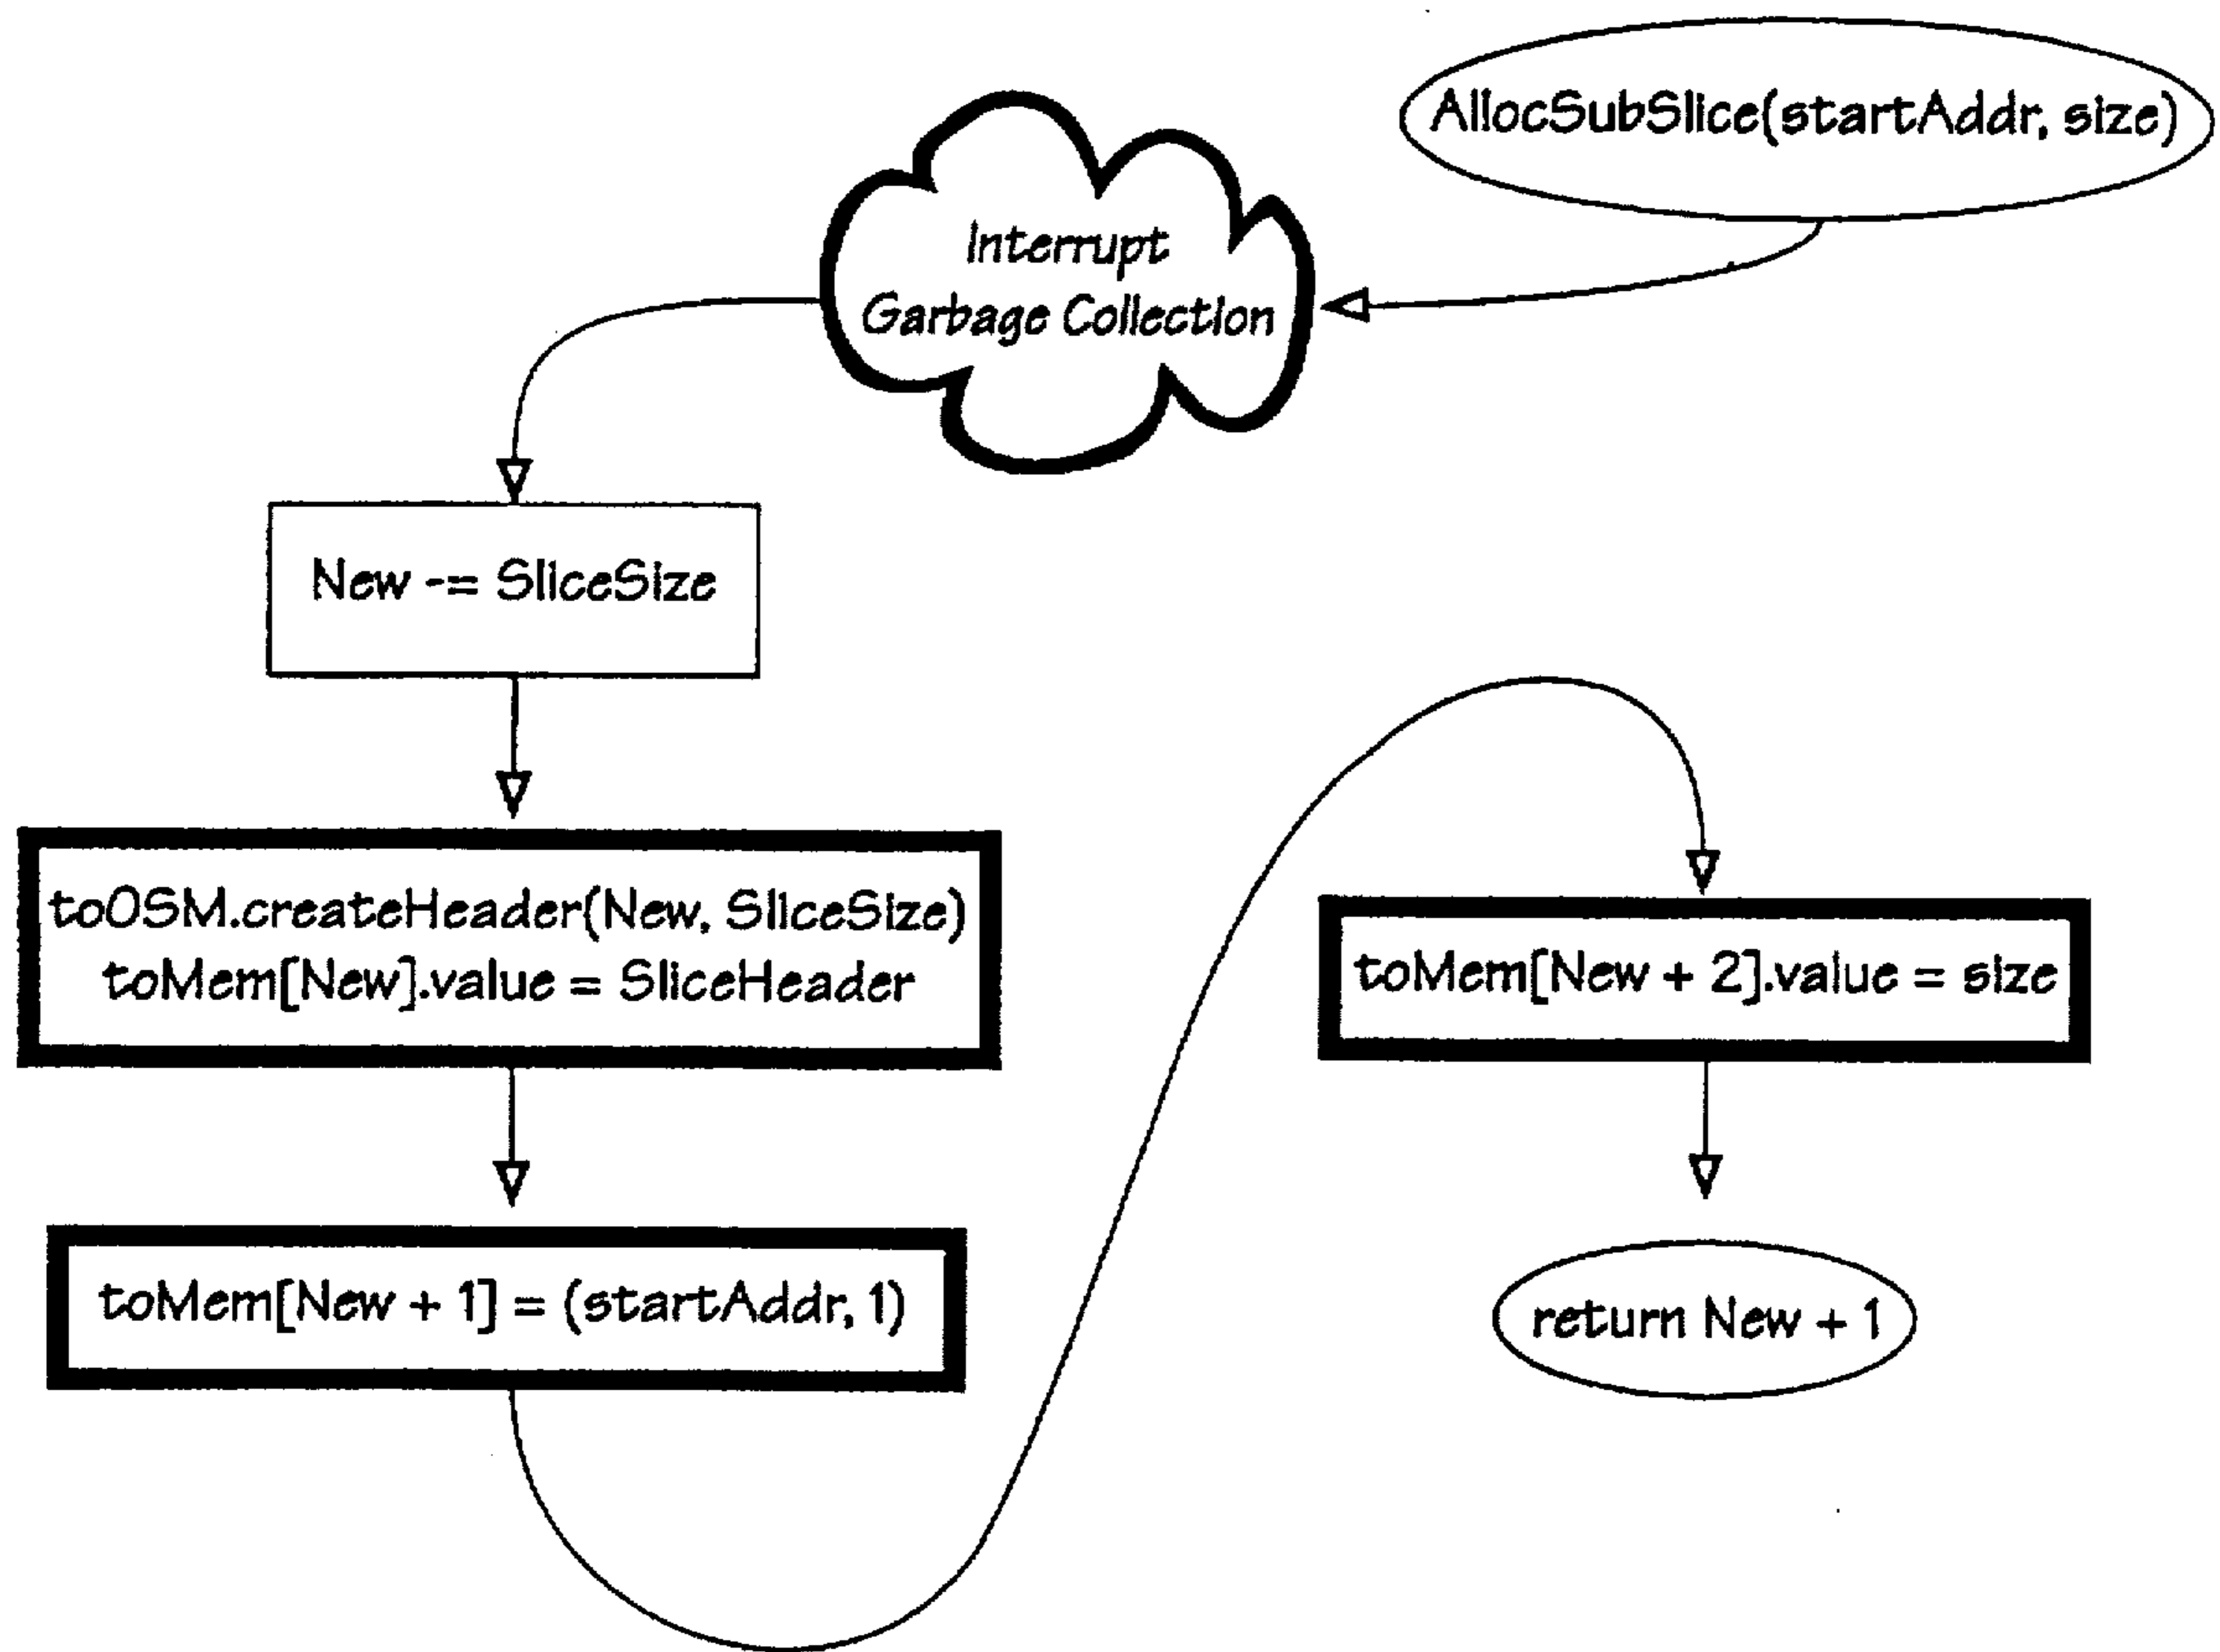 AllocSubSlice(startAddr, size)
Interrupt
Garbage Collection
New -= SliceSize
toOSM.createHeader(New, SliceSize)
toMem[New].value = SliceHeader
toMem[New + 1] = (startAddr, 1)
toMem[New + 2].value = size
return New + 1